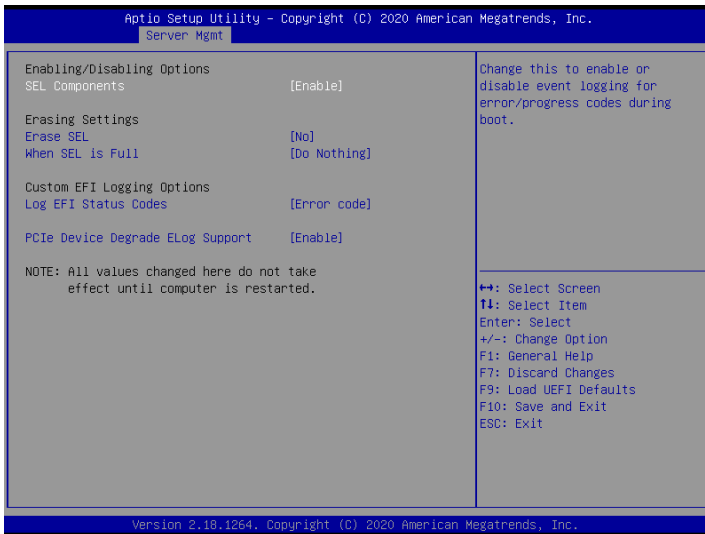 Aptio Setup Utility – Copyright (C) 2020 American Megatrends, Inc.
Server Mgmt
Enabling/Disabling Options
SEL Components [Enable]
Erasing Settings
Erase SEL [No]
When SEL is Full [Do Nothing]
Custom EFI Logging Options
Log EFI Status Codes [Error code]
PCIe Device Degrade ELog Support [Enable]
NOTE: All values changed here do not take
effect until computer is restarted.
Change this to enable or
disable event logging for
error/progress codes during
boot.
↔: Select Screen
↑↓: Select Item
Enter: Select
+/-: Change Option
F1: General Help
F7: Discard Changes
F9: Load UEFI Defaults
F10: Save and Exit
ESC: Exit
Version 2.18.1264. Copyright (C) 2020 American Megatrends, Inc.